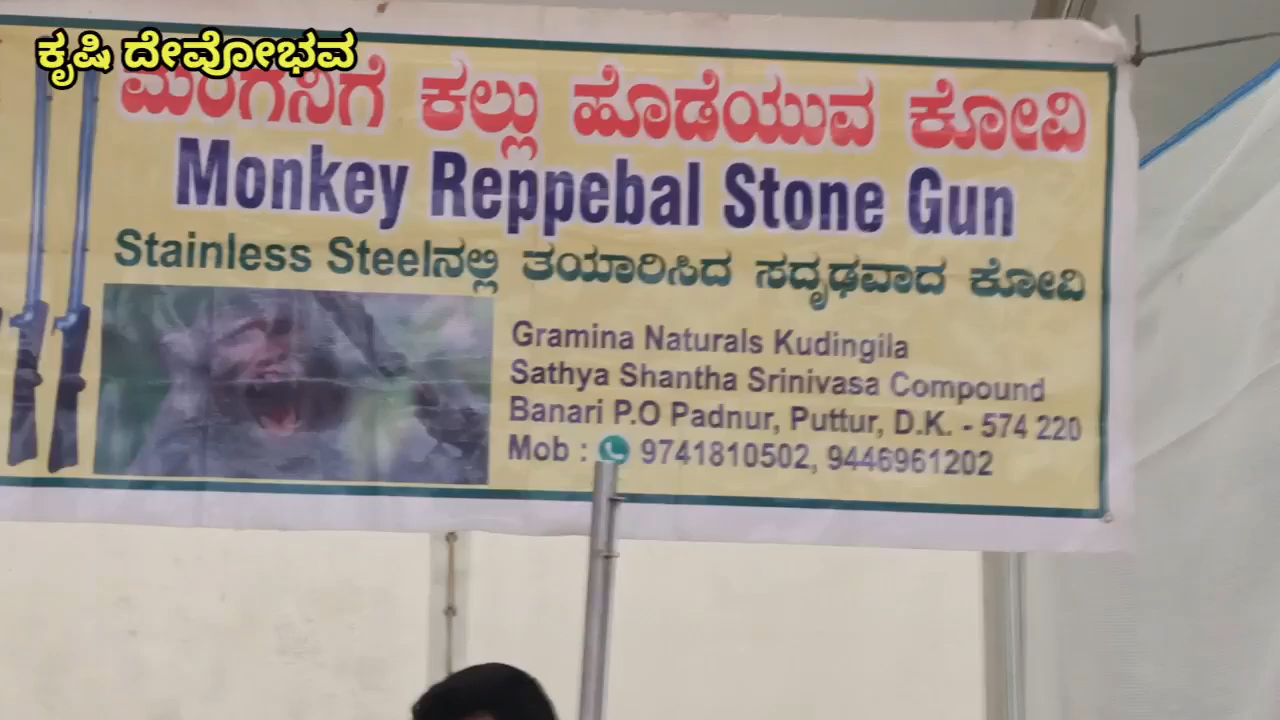 ಕೃಷಿ ದೇವೋಭವ
ಮಂಗನಿಗೆ ಕಲ್ಲು ಹೊಡೆಯುವ ಕೋವಿ
Monkey Reppebal Stone Gun
Stainless Steelನಲ್ಲಿ ತಯಾರಿಸಿದ ಸದೃಢವಾದ ಕೋವಿ
Gramina Naturals Kudingila
Sathya Shantha Srinivasa Compound
Banari P.O Padnur, Puttur, D.K. - 574 220
Mob : 9741810502, 9446961202